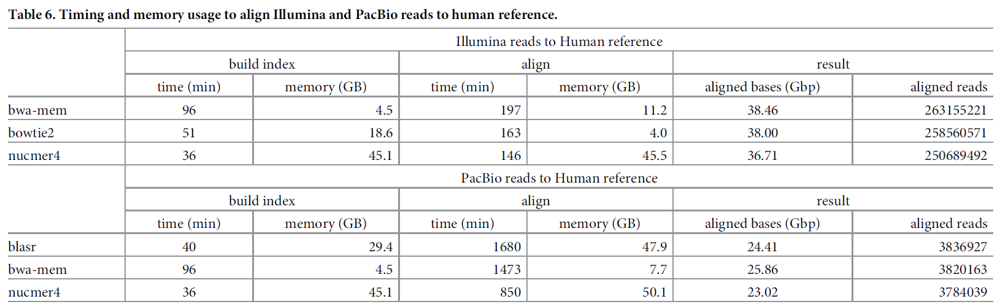 Table 6. Timing and memory usage to align Illumina and PacBio reads to human reference.
Illumina reads to Human reference
build index align result
time (min) memory (GB) time (min) memory (GB) aligned bases (Gbp) aligned reads
bwa-mem 96 4.5 197 11.2 38.46 263155221
bowtie2 51 18.6 163 4.0 38.00 258560571
nucmer4 36 45.1 146 45.5 36.71 250689492
PacBio reads to Human reference
build index align result
time (min) memory (GB) time (min) memory (GB) aligned bases (Gbp) aligned reads
blasr 40 29.4 1680 47.9 24.41 3836927
bwa-mem 96 4.5 1473 7.7 25.86 3820163
nucmer4 36 45.1 850 50.1 23.02 3784039